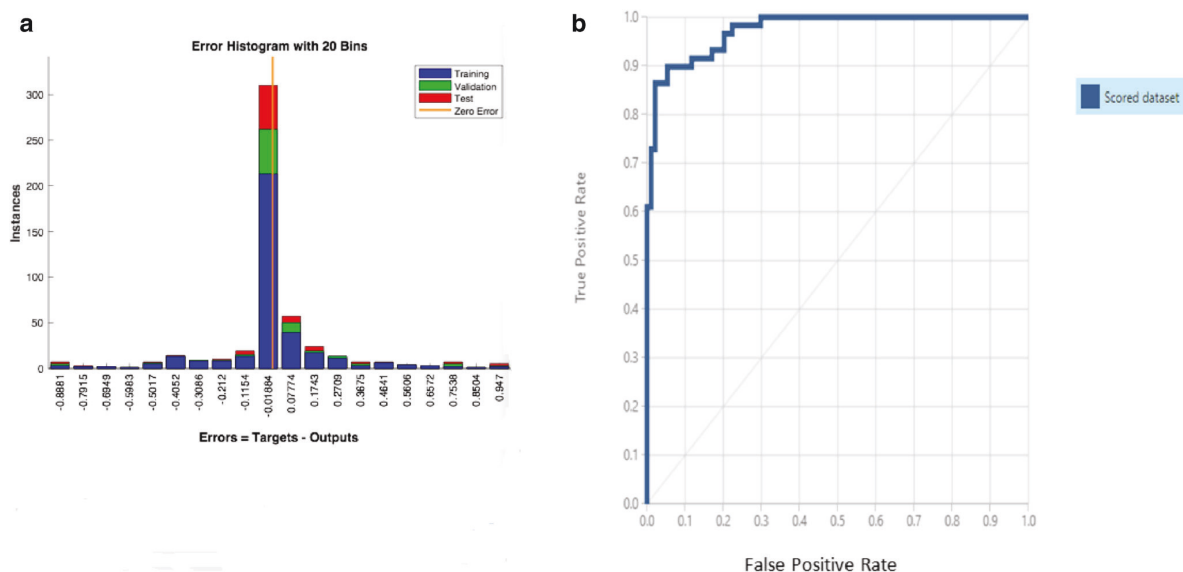 a
Error Histogram with 20 Bins
Training
Validation
Test
Zero Error
Instances
300
250
200
150
100
50
0
-0.8881
-0.7915
-0.6949
-0.5983
-0.5017
-0.4052
-0.3086
-0.212
-0.1154
-0.01884
0.07774
0.1743
0.2709
0.3675
0.4641
0.5606
0.6572
0.7538
0.8504
0.947
Errors = Targets - Outputs
b
True Positive Rate
1.0
0.9
0.8
0.7
0.6
0.5
0.4
0.3
0.2
0.1
0.0
0.0 0.1 0.2 0.3 0.4 0.5 0.6 0.7 0.8 0.9 1.0
False Positive Rate
Scored dataset